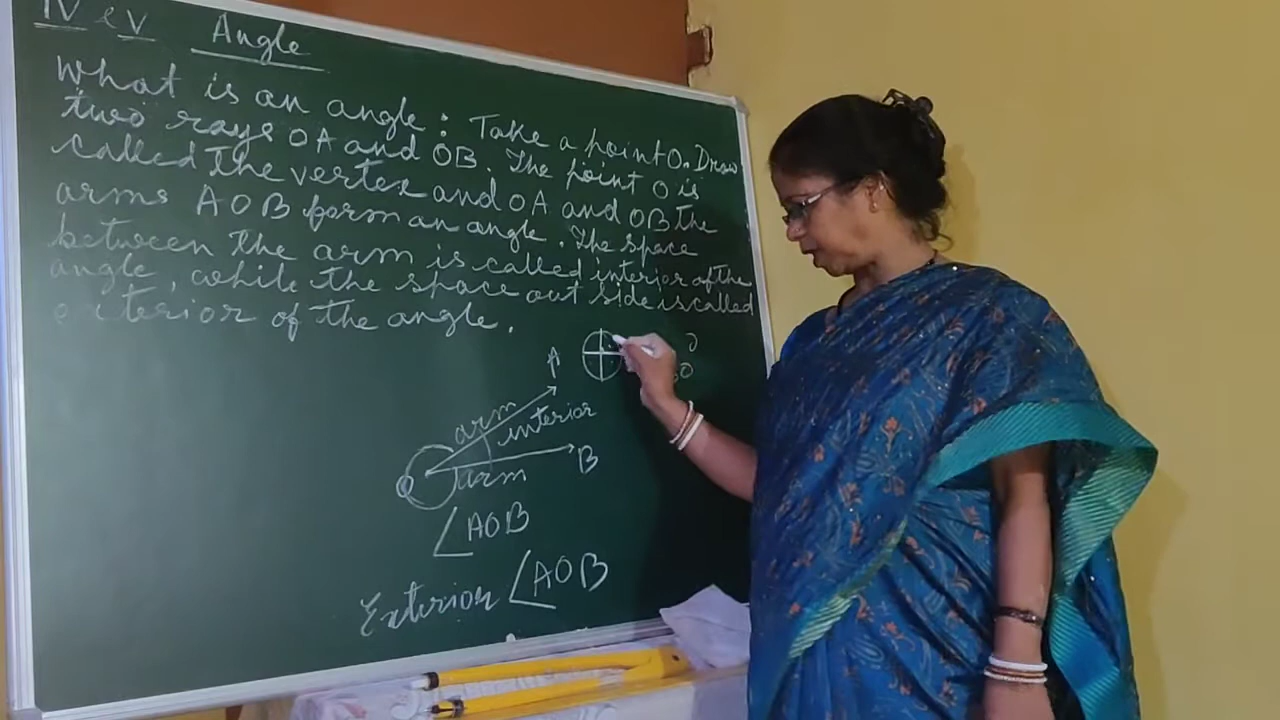 IV & V Angle
What is an angle : Take a point O. Draw
two rays OA and OB. The point O is
called the vertex and OA and OB the
arms AOB form an angle. The space
between the arm is called interior of the
angle, while the space out side is called
exterior of the angle.
A
arm
interior
B
arm
O
∠AOB
Exterior ∠AOB